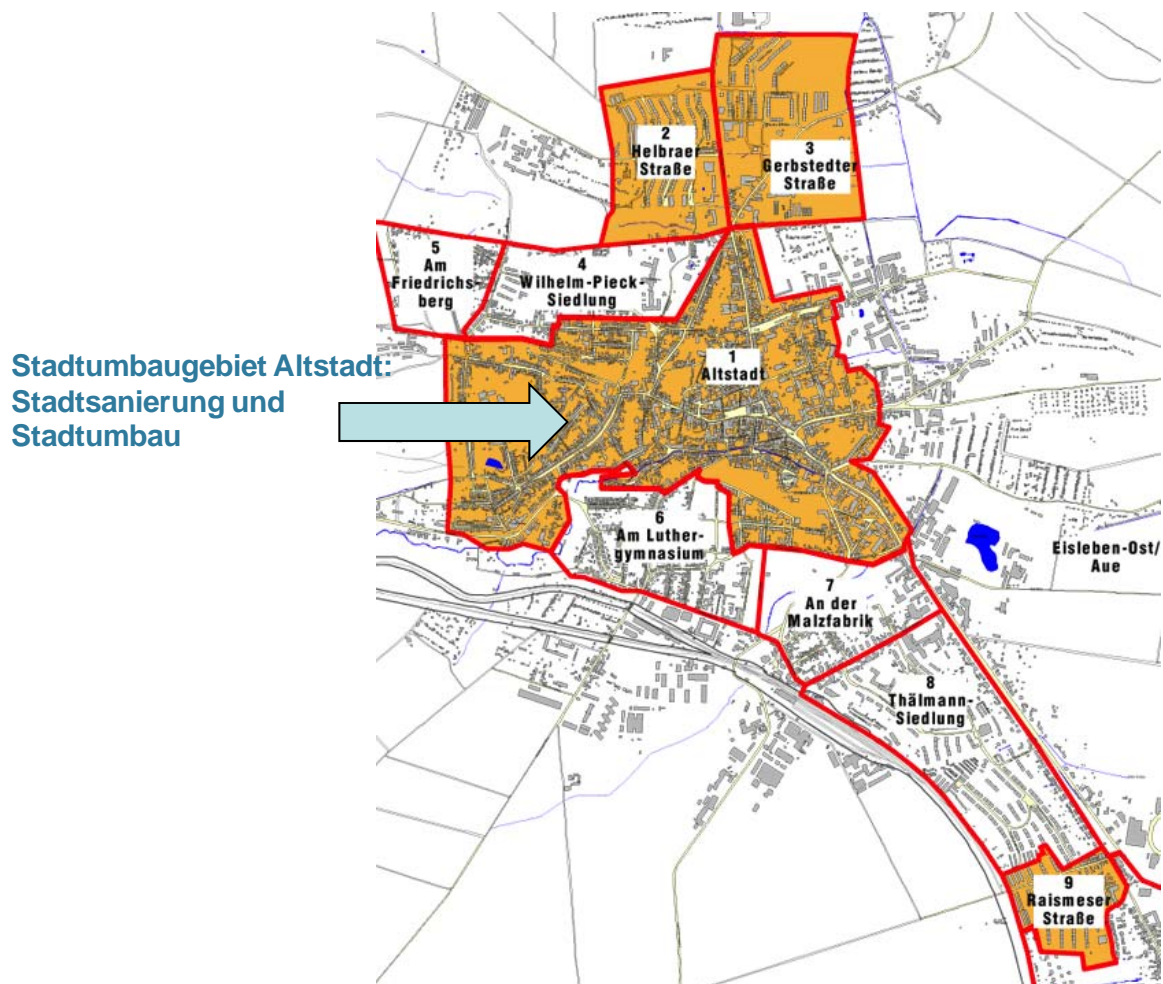 2
Helbraer
Straße
3
Gerbstedter
Straße
5
Am
Friedrichs-
berg
4
Wilhelm-Pieck-
Siedlung
Stadtumbaugebiet Altstadt:
Stadtsanierung und
Stadtumbau
1
Altstadt
6
Am Luther-
gymnasium
Eisleben-Ost/
Aue
7
An der
Malzfabrik
8
Thälmann-
Siedlung
9
Raismeser
Straße